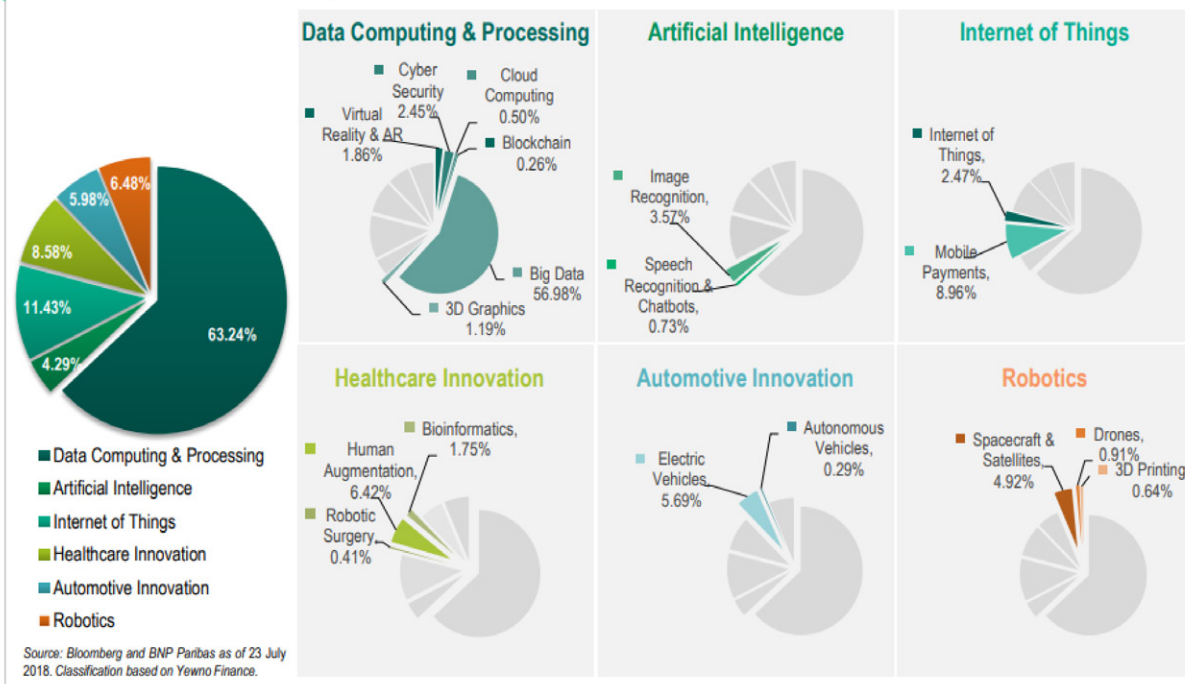 63.24%
4.29%
11.43%
8.58%
5.98%
6.48%
Data Computing & Processing
Artificial Intelligence
Internet of Things
Healthcare Innovation
Automotive Innovation
Robotics
Source: Bloomberg and BNP Paribas as of 23 July
2018. Classification based on Yewno Finance.
Data Computing & Processing
Virtual
Reality & AR
1.86%
Cyber
Security
2.45%
Cloud
Computing
0.50%
Blockchain
0.26%
Big Data
56.98%
3D Graphics
1.19%
Artificial Intelligence
Image
Recognition,
3.57%
Speech
Recognition &
Chatbots,
0.73%
Internet of Things
Internet of
Things,
2.47%
Mobile
Payments,
8.96%
Healthcare Innovation
Bioinformatics,
1.75%
Human
Augmentation,
6.42%
Robotic
Surgery,
0.41%
Automotive Innovation
Electric
Vehicles,
5.69%
Autonomous
Vehicles,
0.29%
Robotics
Spacecraft &
Satellites,
4.92%
Drones,
0.91%
3D Printing
0.64%